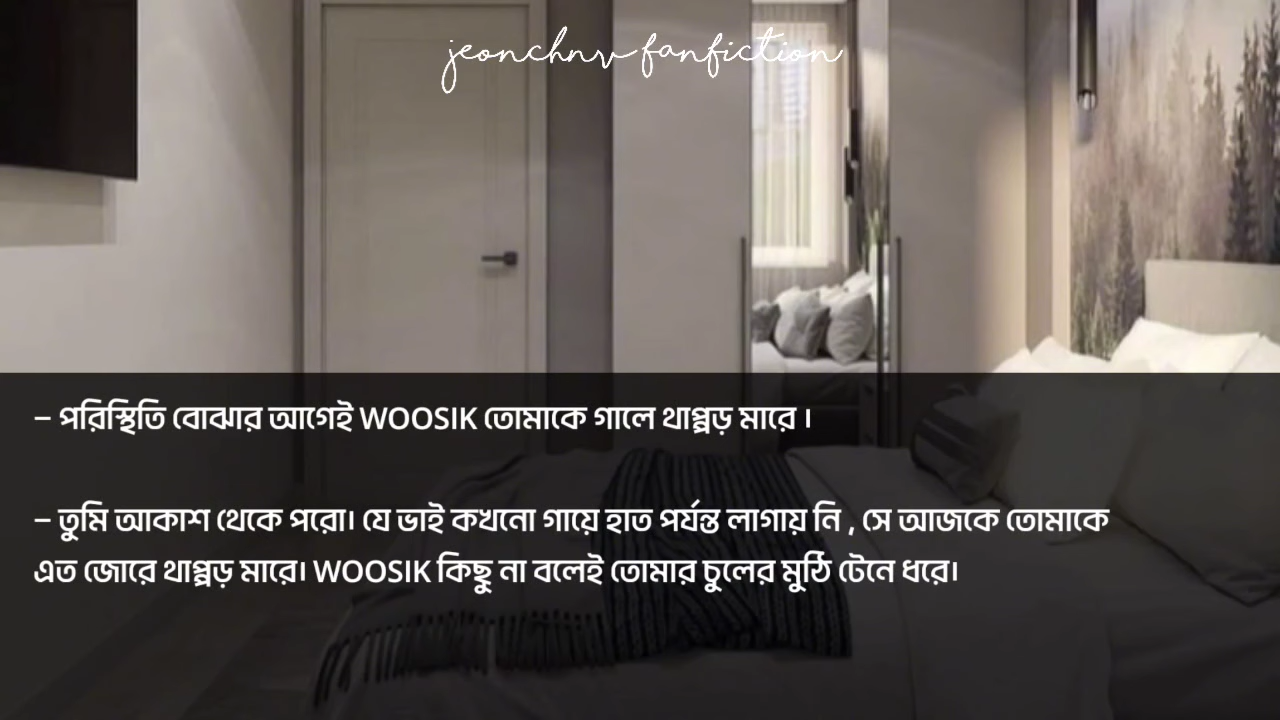 jeonchnv fanfiction
– পরিস্থিতি বোঝার আগেই WOOSIK তোমাকে গালে থাপ্পড় মারে ।
– তুমি আকাশ থেকে পরো। যে ভাই কখনো গায়ে হাত পর্যন্ত লাগায় নি , সে আজকে তোমাকে
এত জোরে থাপ্পড় মারে। WOOSIK কিছু না বলেই তোমার চুলের মুঠি টেনে ধরে।